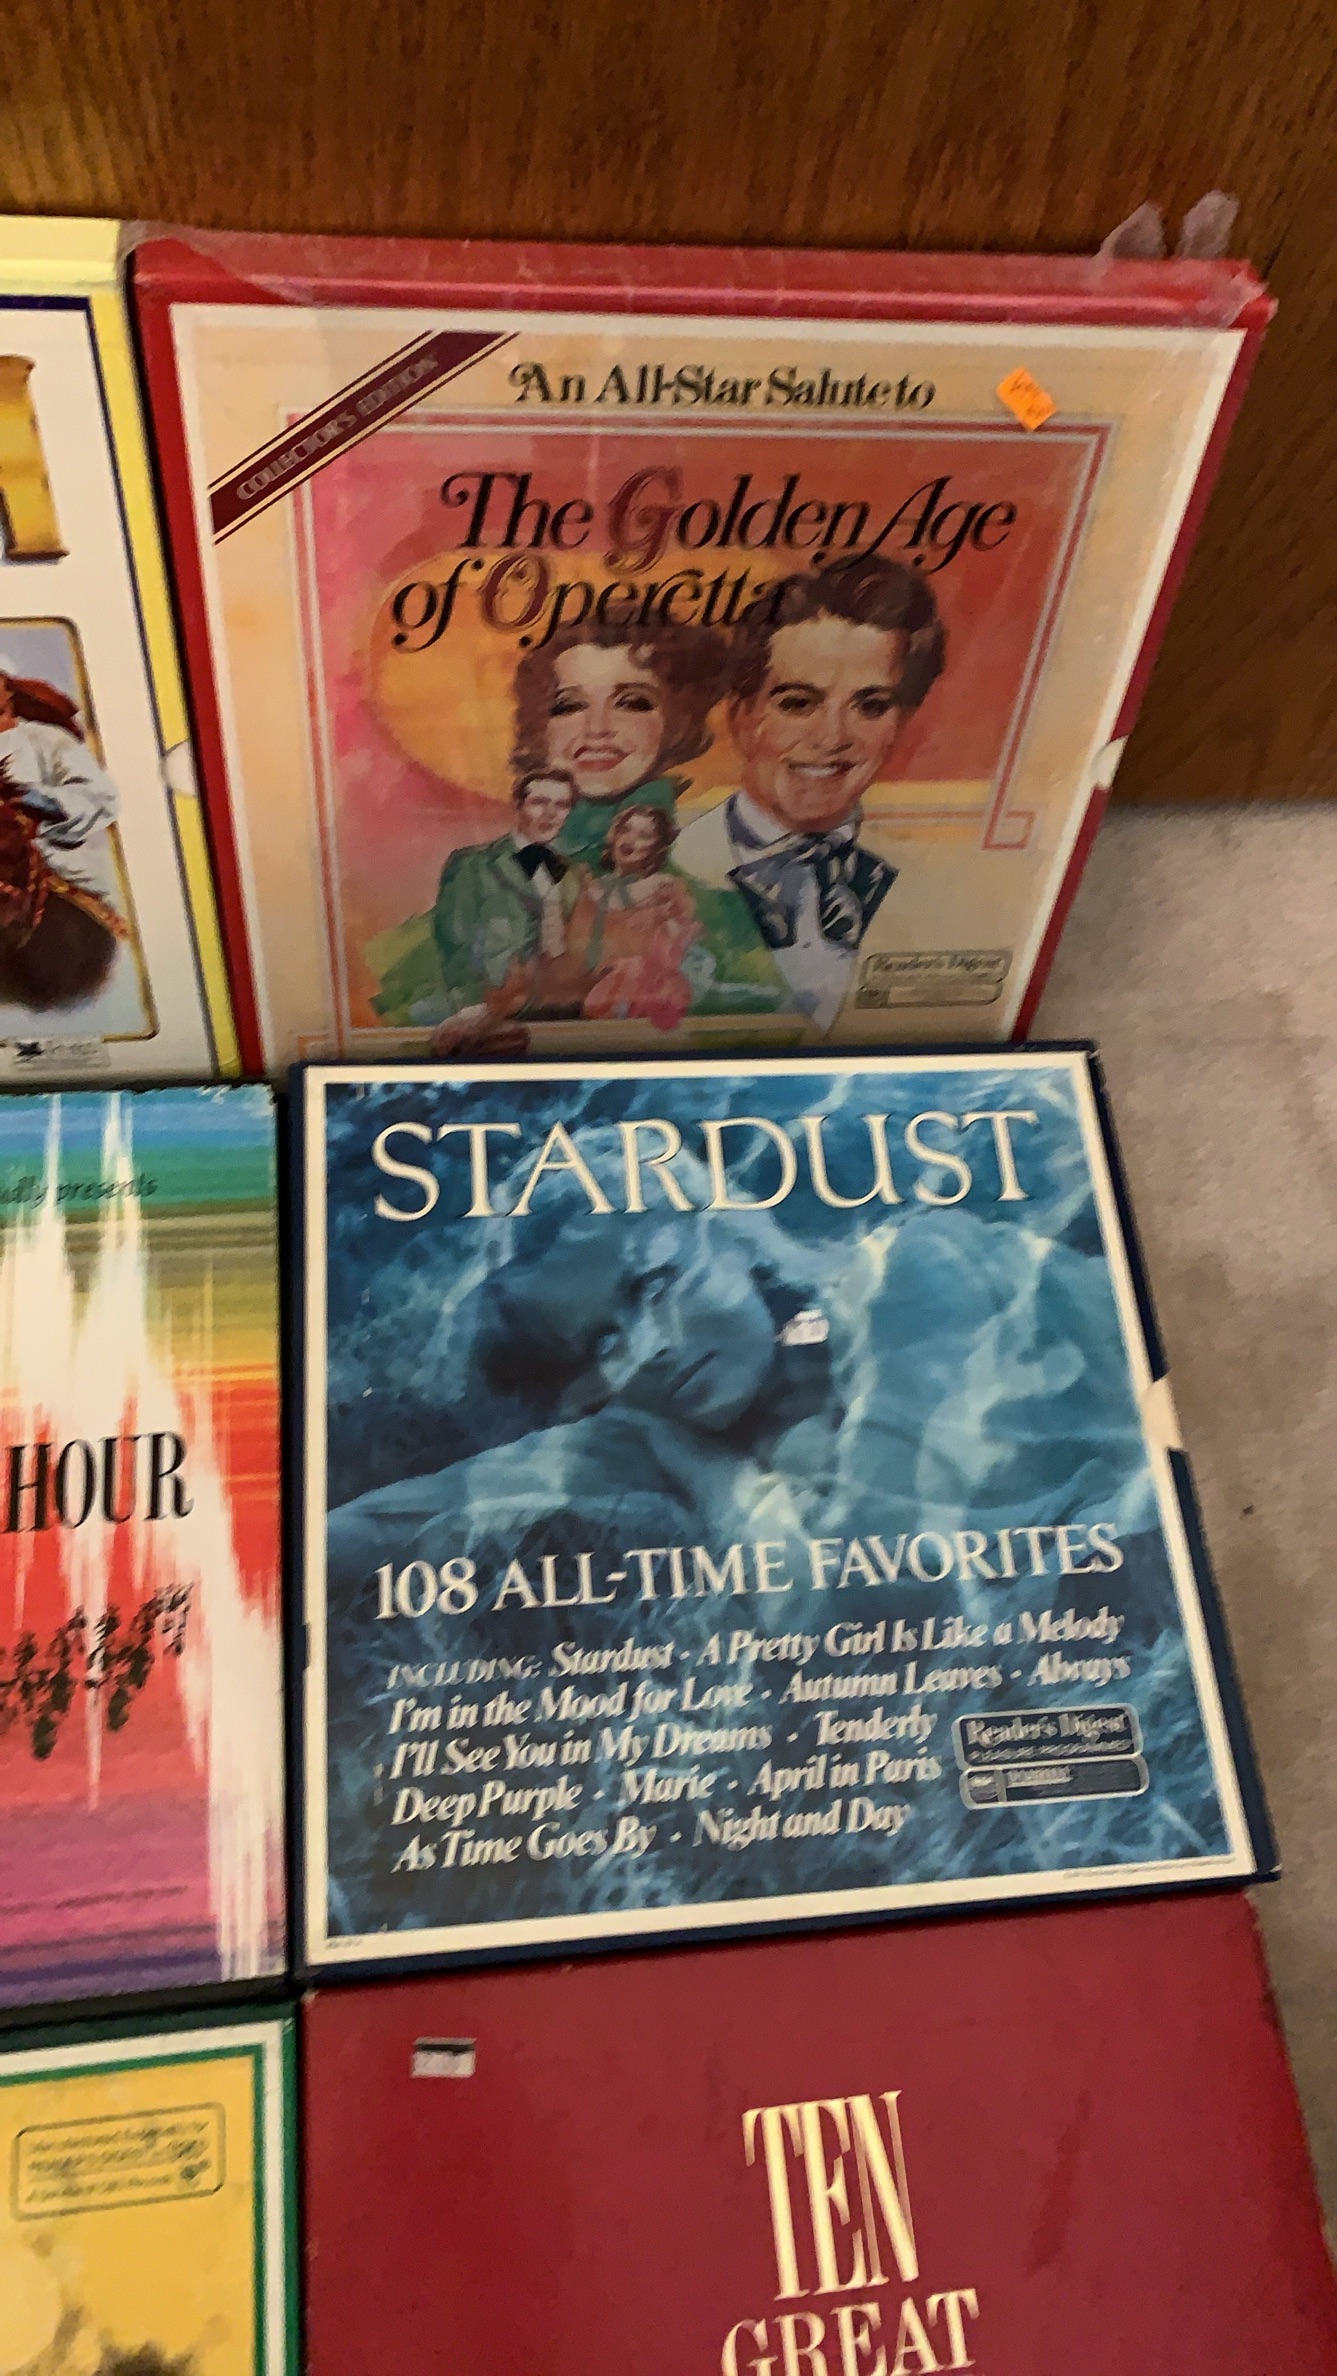 COLLECTOR'S EDITION
An All-Star Salute to
The Golden Age
of Operetta
Reader's Digest
presents
HOUR
STARDUST
108 ALL-TIME FAVORITES
INCLUDING: Stardust · A Pretty Girl Is Like a Melody
I'm in the Mood for Love · Autumn Leaves · Always
I'll See You in My Dreams · Tenderly
Deep Purple · Marie · April in Paris
As Time Goes By · Night and Day
Reader's Digest
TEN
GREAT